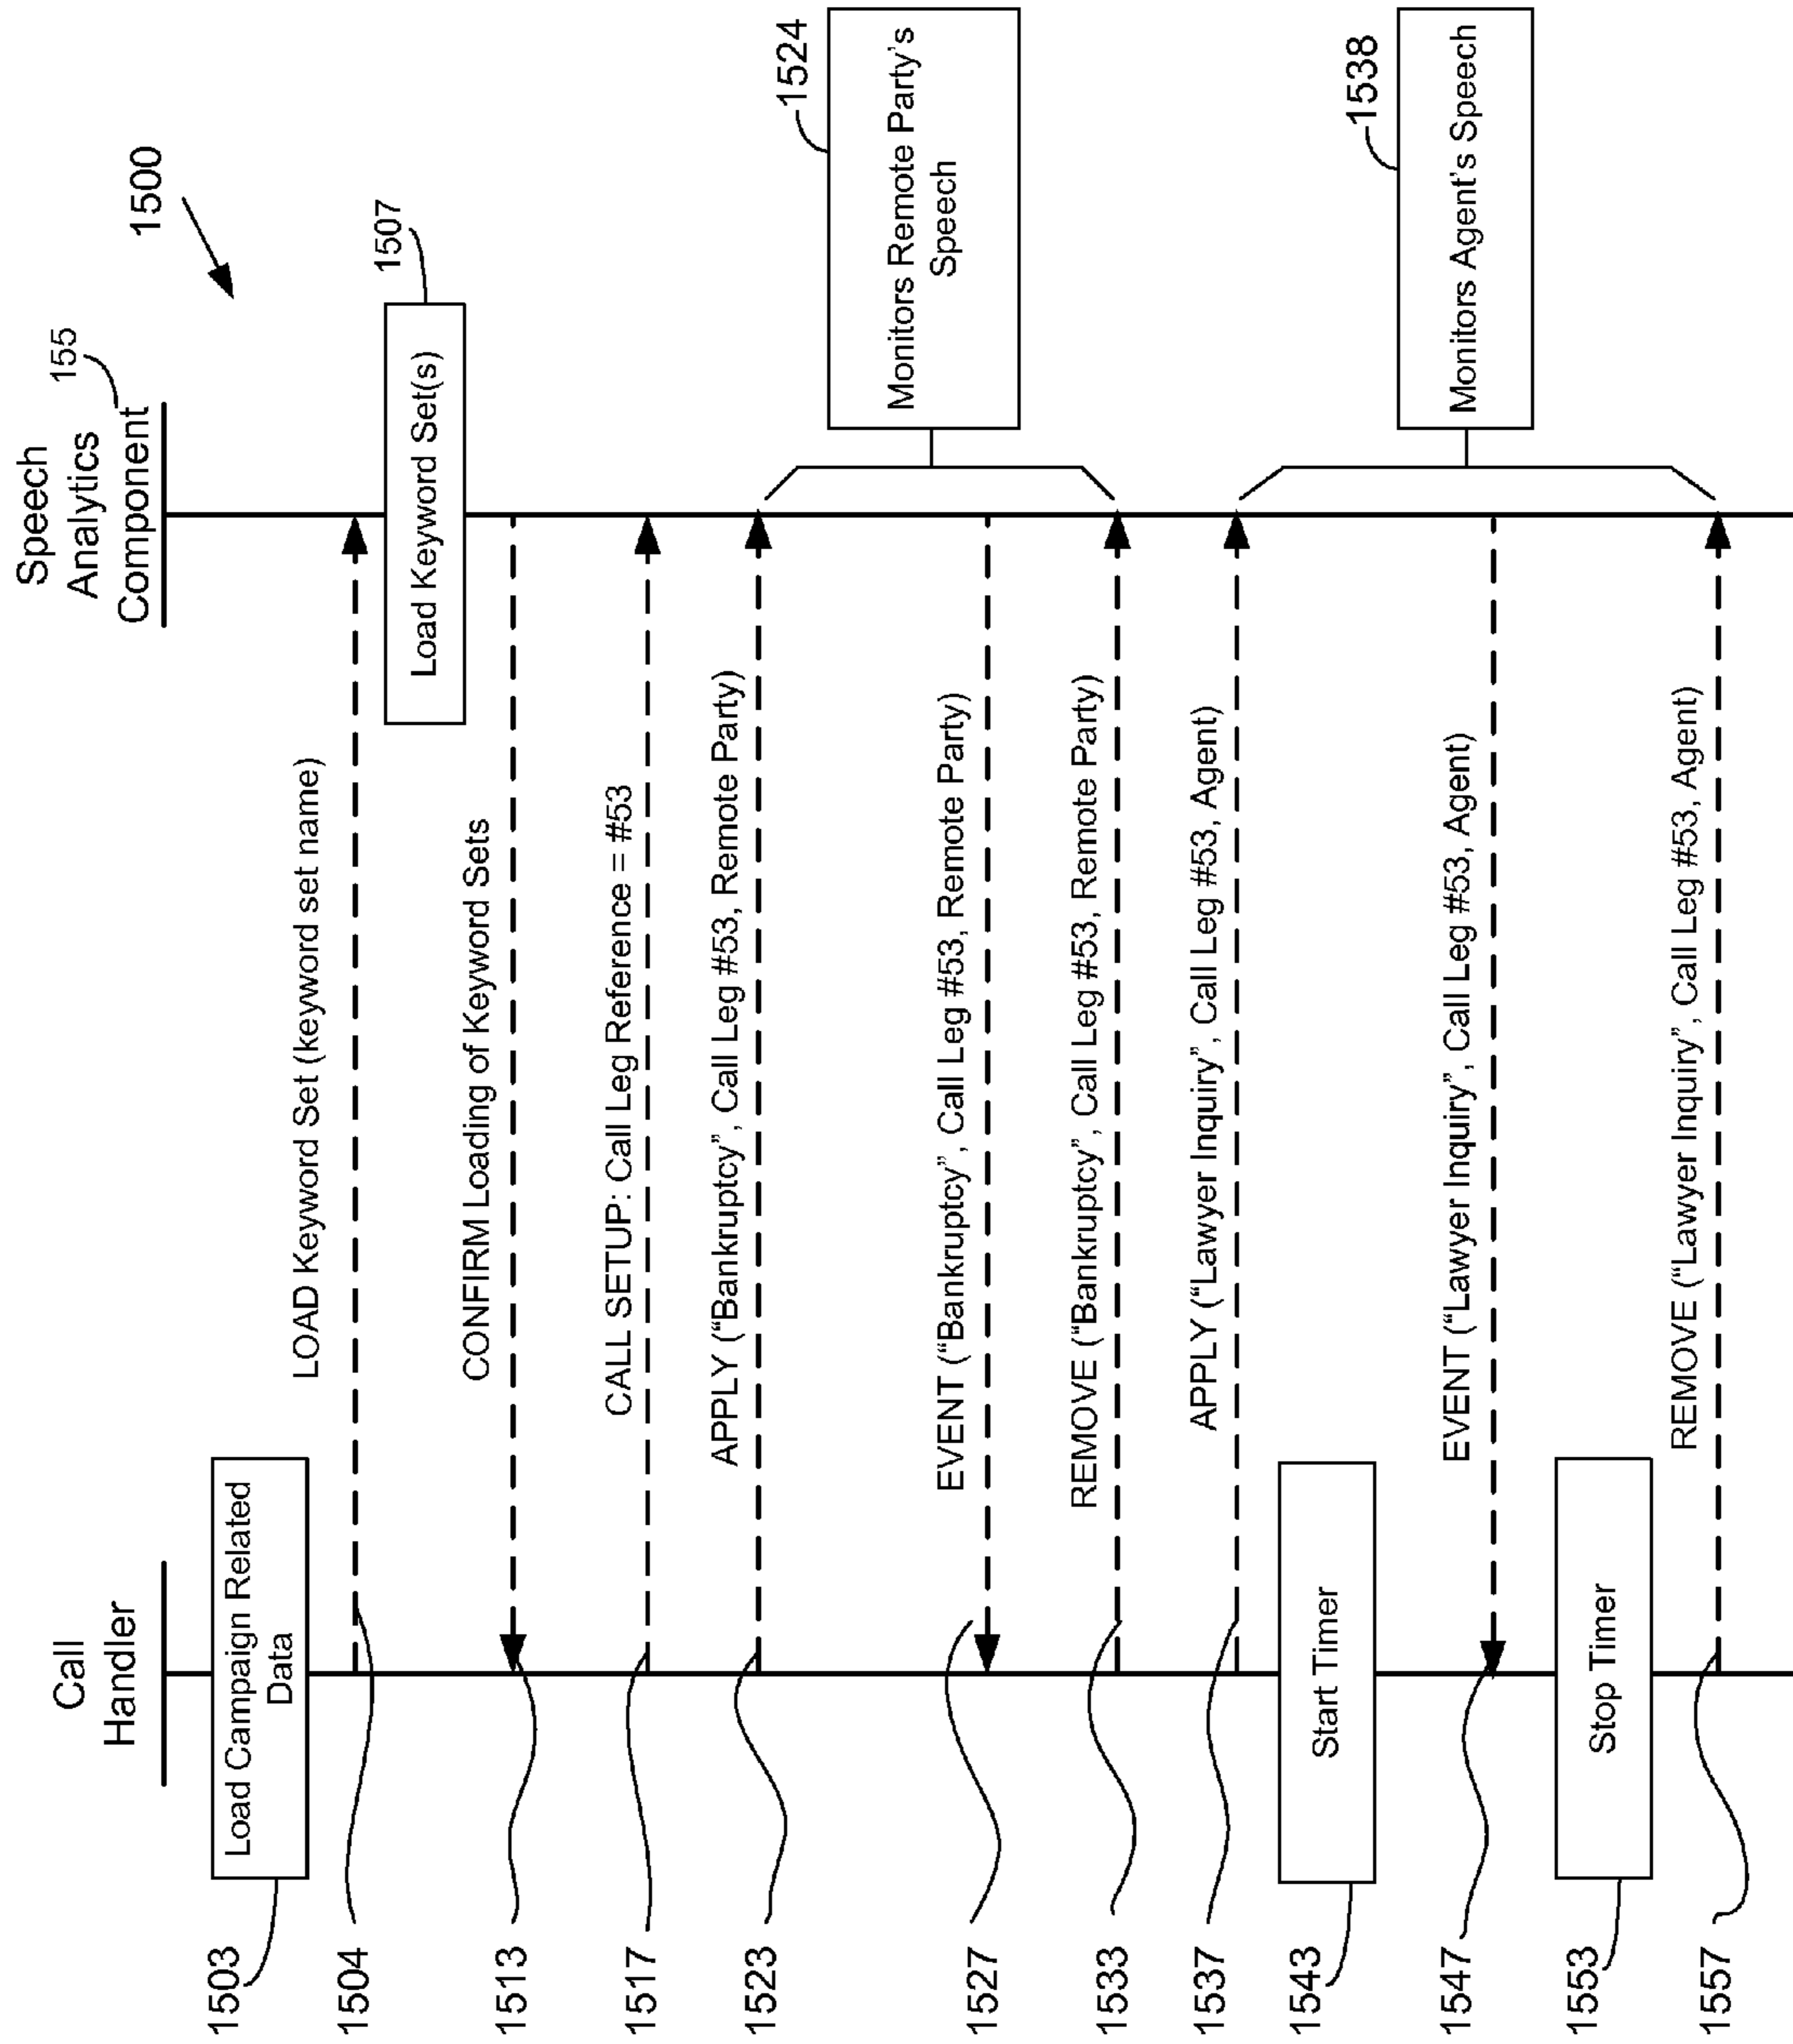 Call
Handler
Speech
Analytics
Component
155
1500
1503
Load Campaign Related
Data
1504
LOAD Keyword Set (keyword set name)
Load Keyword Set(s)
1507
1513
CONFIRM Loading of Keyword Sets
1517
CALL SETUP: Call Leg Reference = #53
1523
APPLY (“Bankruptcy”, Call Leg #53, Remote Party)
Monitors Remote Party’s
Speech
1524
1527
EVENT (“Bankruptcy”, Call Leg #53, Remote Party)
1533
REMOVE (“Bankruptcy”, Call Leg #53, Remote Party)
1537
APPLY (“Lawyer Inquiry”, Call Leg #53, Agent)
1543
Start Timer
Monitors Agent’s Speech
1538
1547
EVENT (“Lawyer Inquiry”, Call Leg #53, Agent)
1553
Stop Timer
1557
REMOVE (“Lawyer Inquiry”, Call Leg #53, Agent)